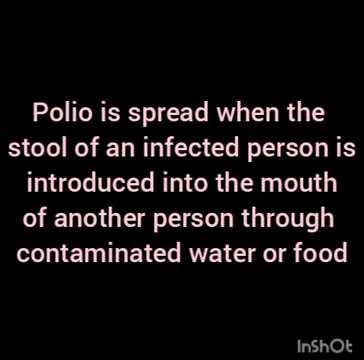 Polio is spread when the
stool of an infected person is
introduced into the mouth
of another person through
contaminated water or food
InShOt